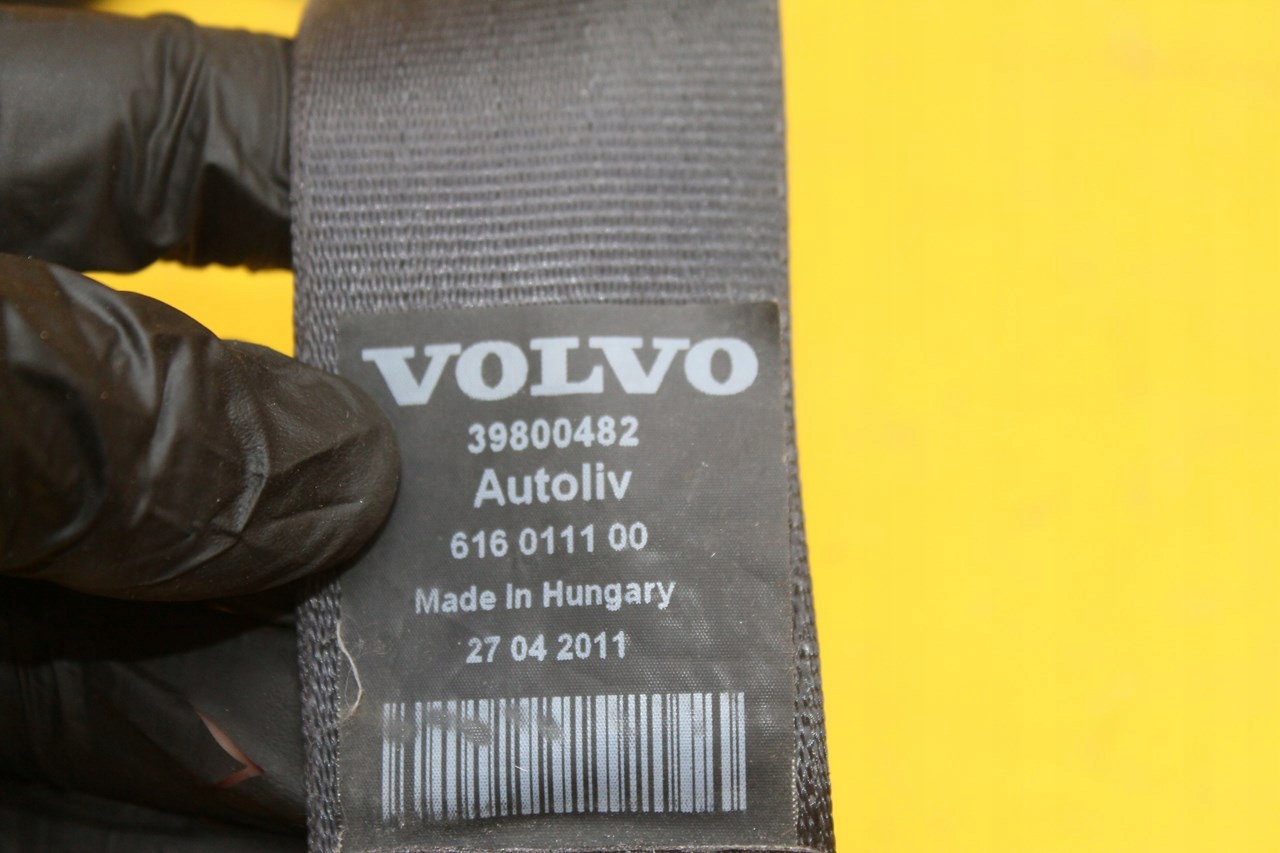 VOLVO
39800482
Autoliv
616 0111 00
Made In Hungary
27 04 2011